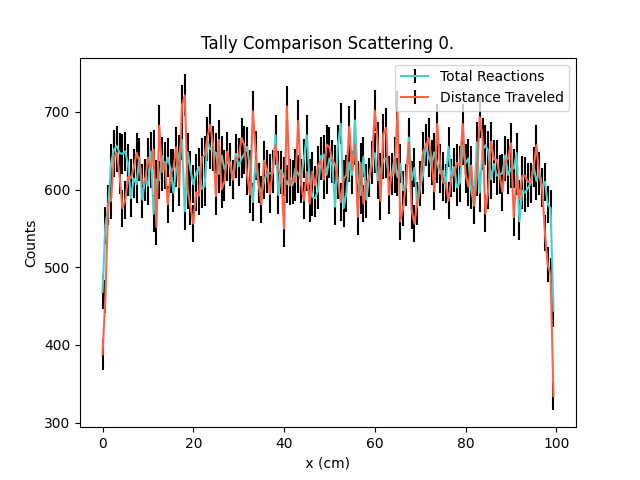 Tally Comparison Scattering 0.
Total Reactions
Distance Traveled
Counts
700
600
500
400
300
0 20 40 60 80 100
x (cm)